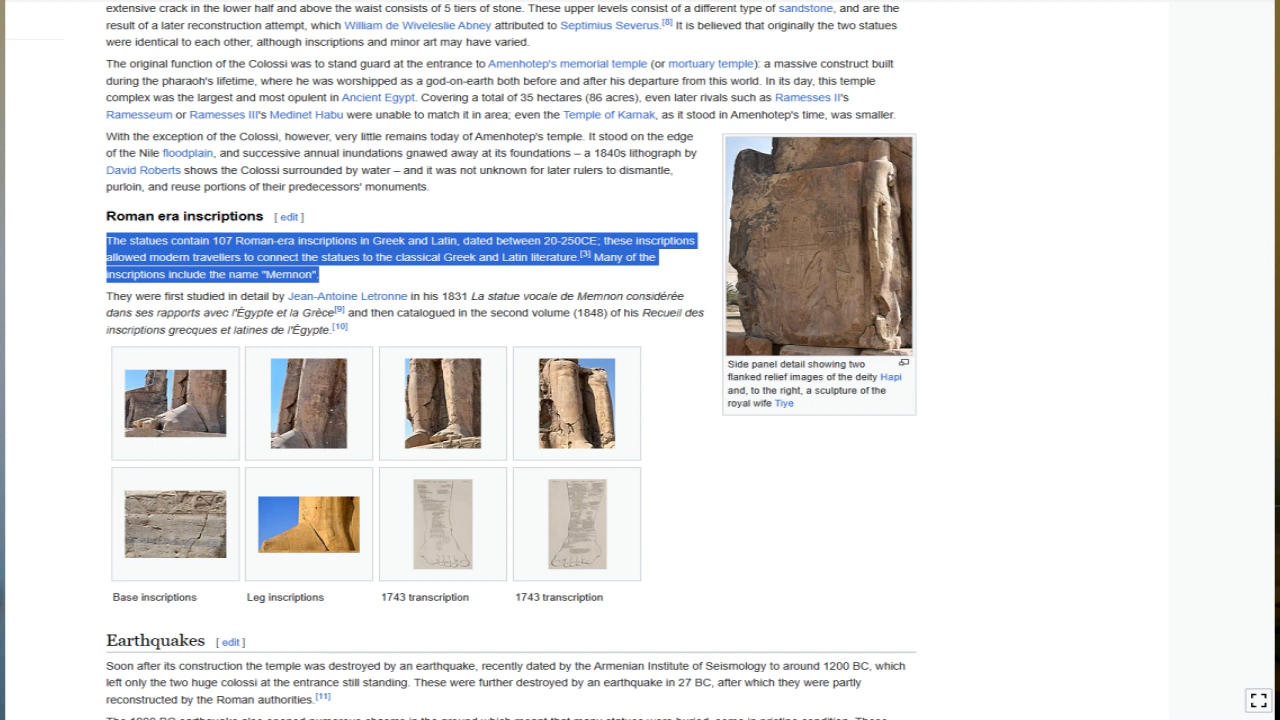 extensive crack in the lower half and above the waist consists of 5 tiers of stone. These upper levels consist of a different type of sandstone, and are the
result of a later reconstruction attempt, which William de Wiveleslie Abney attributed to Septimius Severus.[8] It is believed that originally the two statues
were identical to each other, although inscriptions and minor art may have varied.
The original function of the Colossi was to stand guard at the entrance to Amenhotep's memorial temple (or mortuary temple): a massive construct built
during the pharaoh's lifetime, where he was worshipped as a god-on-earth both before and after his departure from this world. In its day, this temple
complex was the largest and most opulent in Ancient Egypt. Covering a total of 35 hectares (86 acres), even later rivals such as Ramesses II's
Ramesseum or Ramesses III's Medinet Habu were unable to match it in area; even the Temple of Karnak, as it stood in Amenhotep's time, was smaller.
With the exception of the Colossi, however, very little remains today of Amenhotep's temple. It stood on the edge
of the Nile floodplain, and successive annual inundations gnawed away at its foundations – a 1840s lithograph by
David Roberts shows the Colossi surrounded by water – and it was not unknown for later rulers to dismantle,
purloin, and reuse portions of their predecessors' monuments.
Roman era inscriptions [ edit ]
The statues contain 107 Roman-era inscriptions in Greek and Latin, dated between 20-250CE; these inscriptions
allowed modern travellers to connect the statues to the classical Greek and Latin literature.[3] Many of the
inscriptions include the name "Memnon".
They were first studied in detail by Jean-Antoine Letronne in his 1831 La statue vocale de Memnon considérée
dans ses rapports avec l'Égypte et la Grèce[9] and then catalogued in the second volume (1848) of his Recueil des
inscriptions grecques et latines de l'Égypte.[10]
Side panel detail showing two
flanked relief images of the deity Hapi
and, to the right, a sculpture of the
royal wife Tiye
Base inscriptions
Leg inscriptions
1743 transcription
1743 transcription
Earthquakes [ edit ]
Soon after its construction the temple was destroyed by an earthquake, recently dated by the Armenian Institute of Seismology to around 1200 BC, which
left only the two huge colossi at the entrance still standing. These were further destroyed by an earthquake in 27 BC, after which they were partly
reconstructed by the Roman authorities.[11]